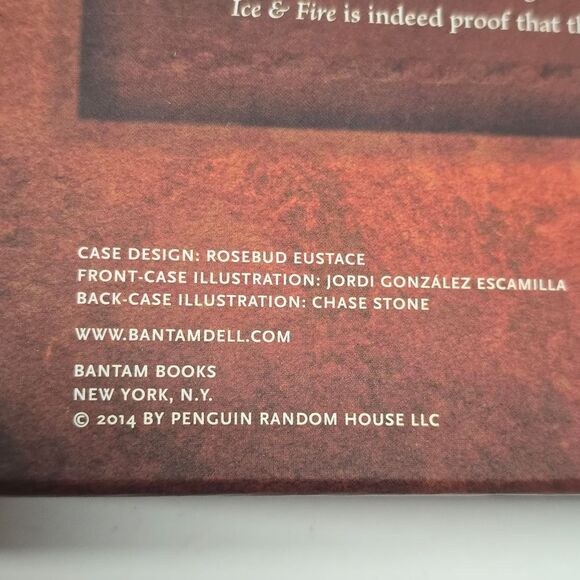 Ice & Fire is indeed proof that th
CASE DESIGN: ROSEBUD EUSTACE
FRONT-CASE ILLUSTRATION: JORDI GONZÁLEZ ESCAMILLA
BACK-CASE ILLUSTRATION: CHASE STONE
WWW.BANTAMDELL.COM
BANTAM BOOKS
NEW YORK, N.Y.
© 2014 BY PENGUIN RANDOM HOUSE LLC